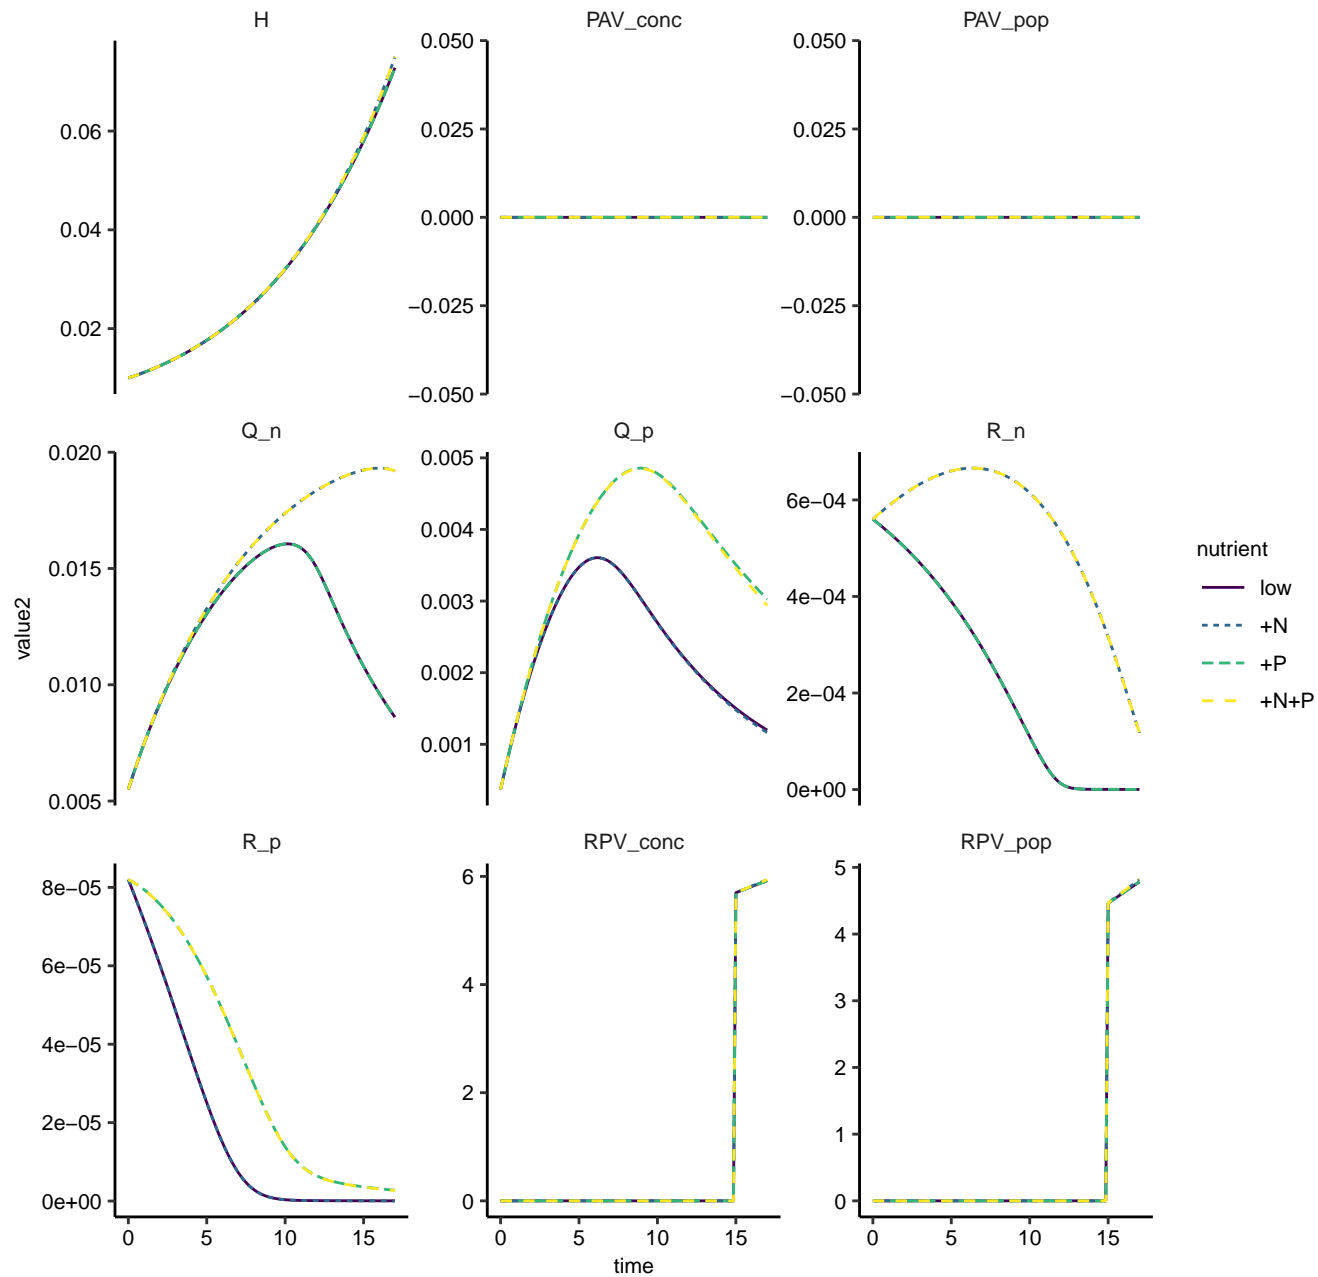 H
PAV_conc
PAV_pop
0.06
0.04
0.02
0.050
0.025
0.000
−0.025
−0.050
0.050
0.025
0.000
−0.025
−0.050
Q_n
Q_p
R_n
0.020
0.015
0.010
0.005
0.005
0.004
0.003
0.002
0.001
6e−04
4e−04
2e−04
0e+00
value2
nutrient
low
+N
+P
+N+P
R_p
RPV_conc
RPV_pop
8e−05
6e−05
4e−05
2e−05
0e+00
6
4
2
0
5
4
3
2
1
0
0 5 10 15
0 5 10 15
0 5 10 15
time